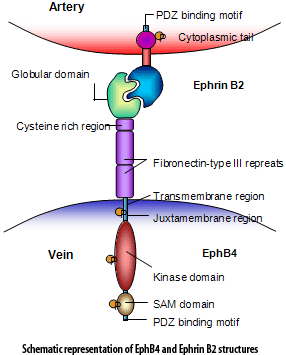 Artery
PDZ binding motif
Cytoplasmic tail
Globular domain
Ephrin B2
Cysteine rich region
Fibronectin-type III repreats
Transmembrane region
Juxtamembrane region
Vein
EphB4
Kinase domain
SAM domain
PDZ binding motif
Schematic representation of EphB4 and Ephrin B2 structures